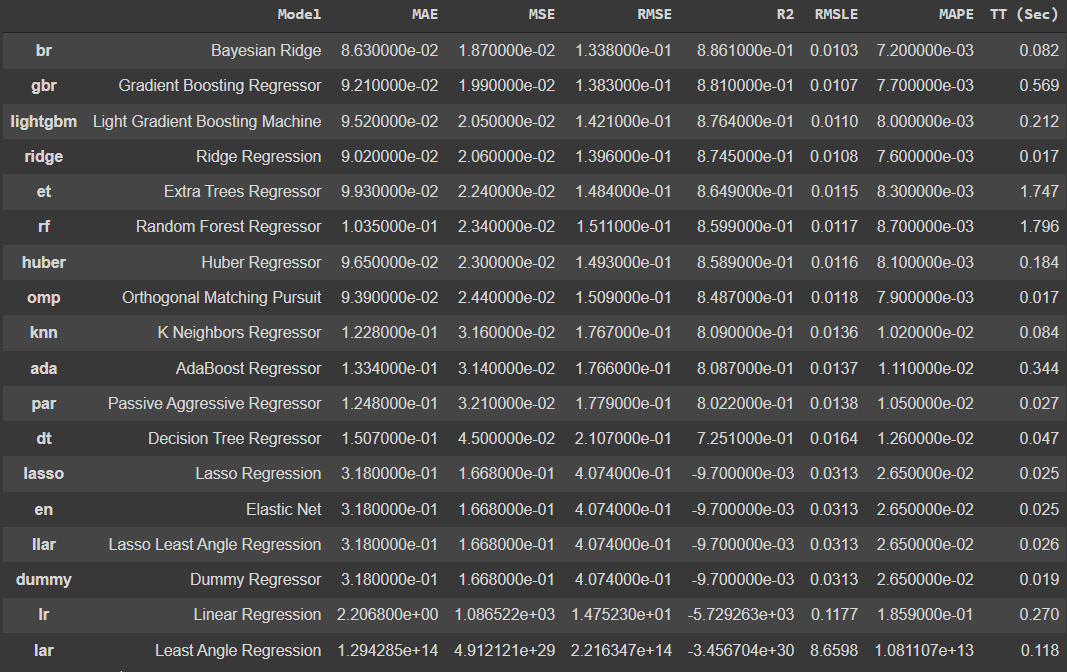 Model MAE MSE RMSE R2 RMSLE MAPE TT (Sec)
br Bayesian Ridge 8.630000e-02 1.870000e-02 1.338000e-01 8.861000e-01 0.0103 7.200000e-03 0.082
gbr Gradient Boosting Regressor 9.210000e-02 1.990000e-02 1.383000e-01 8.810000e-01 0.0107 7.700000e-03 0.569
lightgbm Light Gradient Boosting Machine 9.520000e-02 2.050000e-02 1.421000e-01 8.764000e-01 0.0110 8.000000e-03 0.212
ridge Ridge Regression 9.020000e-02 2.060000e-02 1.396000e-01 8.745000e-01 0.0108 7.600000e-03 0.017
et Extra Trees Regressor 9.930000e-02 2.240000e-02 1.484000e-01 8.649000e-01 0.0115 8.300000e-03 1.747
rf Random Forest Regressor 1.035000e-01 2.340000e-02 1.511000e-01 8.599000e-01 0.0117 8.700000e-03 1.796
huber Huber Regressor 9.650000e-02 2.300000e-02 1.493000e-01 8.589000e-01 0.0116 8.100000e-03 0.184
omp Orthogonal Matching Pursuit 9.390000e-02 2.440000e-02 1.509000e-01 8.487000e-01 0.0118 7.900000e-03 0.017
knn K Neighbors Regressor 1.228000e-01 3.160000e-02 1.767000e-01 8.090000e-01 0.0136 1.020000e-02 0.084
ada AdaBoost Regressor 1.334000e-01 3.140000e-02 1.766000e-01 8.087000e-01 0.0137 1.110000e-02 0.344
par Passive Aggressive Regressor 1.248000e-01 3.210000e-02 1.779000e-01 8.022000e-01 0.0138 1.050000e-02 0.027
dt Decision Tree Regressor 1.507000e-01 4.500000e-02 2.107000e-01 7.251000e-01 0.0164 1.260000e-02 0.047
lasso Lasso Regression 3.180000e-01 1.668000e-01 4.074000e-01 -9.700000e-03 0.0313 2.650000e-02 0.025
en Elastic Net 3.180000e-01 1.668000e-01 4.074000e-01 -9.700000e-03 0.0313 2.650000e-02 0.025
llar Lasso Least Angle Regression 3.180000e-01 1.668000e-01 4.074000e-01 -9.700000e-03 0.0313 2.650000e-02 0.026
dummy Dummy Regressor 3.180000e-01 1.668000e-01 4.074000e-01 -9.700000e-03 0.0313 2.650000e-02 0.019
lr Linear Regression 2.206800e+00 1.086522e+03 1.475230e+01 -5.729263e+03 0.1177 1.859000e-01 0.270
lar Least Angle Regression 1.294285e+14 4.912121e+29 2.216347e+14 -3.456704e+30 8.6598 1.081107e+13 0.118